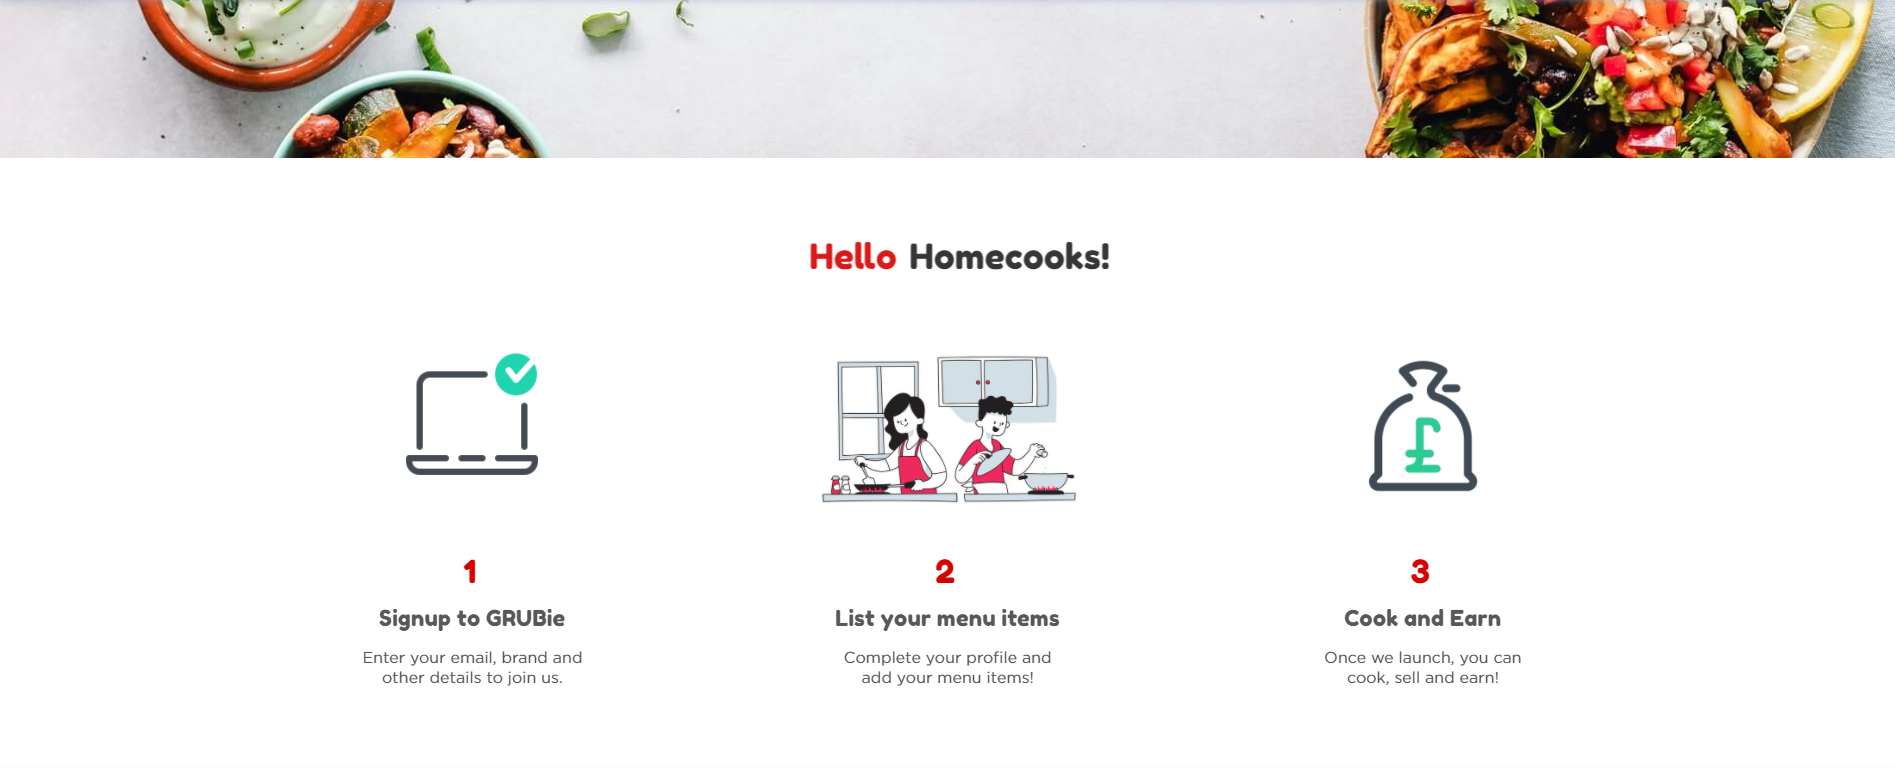 Hello Homecooks!
£
1
Signup to GRUBie
Enter your email, brand and
other details to join us.
2
List your menu items
Complete your profile and
add your menu items!
3
Cook and Earn
Once we launch, you can
cook, sell and earn!